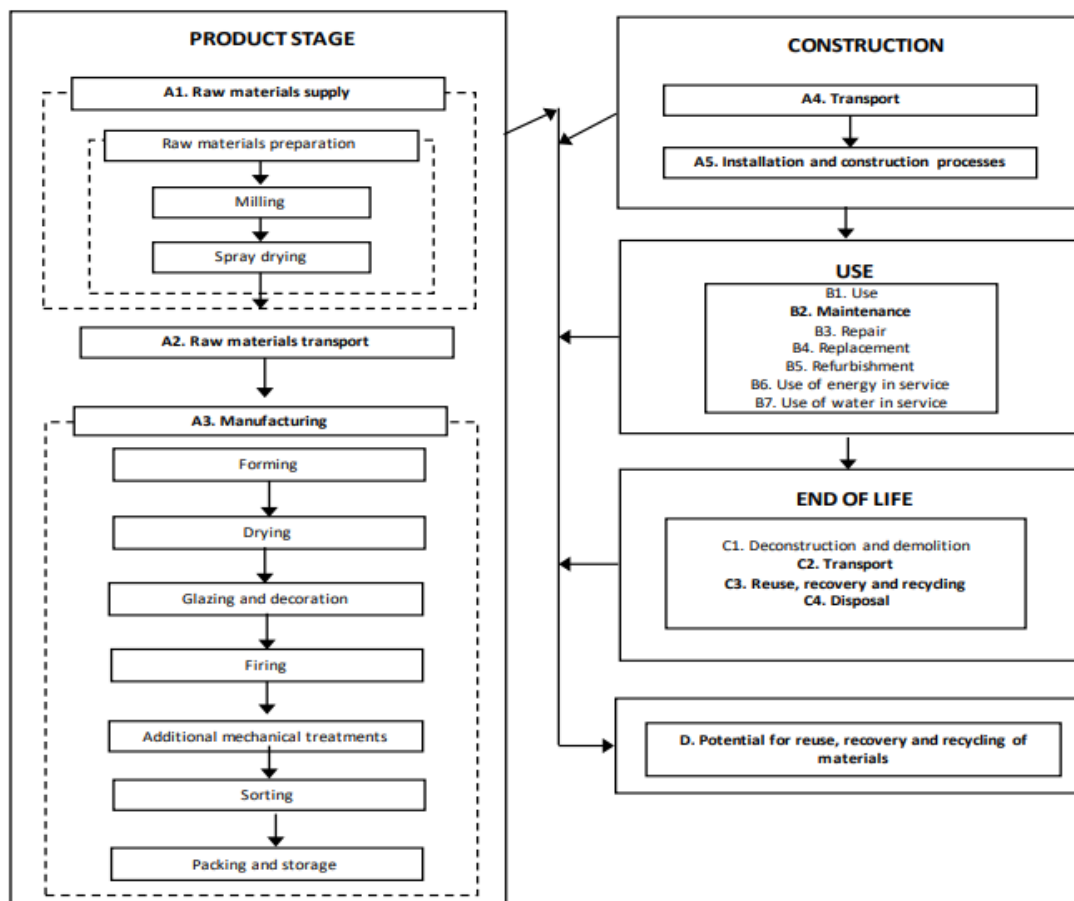 PRODUCT STAGE
A1. Raw materials supply
Raw materials preparation
Milling
Spray drying
A2. Raw materials transport
A3. Manufacturing
Forming
Drying
Glazing and decoration
Firing
Additional mechanical treatments
Sorting
Packing and storage
CONSTRUCTION
A4. Transport
A5. Installation and construction processes
USE
B1. Use
B2. Maintenance
B3. Repair
B4. Replacement
B5. Refurbishment
B6. Use of energy in service
B7. Use of water in service
END OF LIFE
C1. Deconstruction and demolition
C2. Transport
C3. Reuse, recovery and recycling
C4. Disposal
D. Potential for reuse, recovery and recycling of
materials